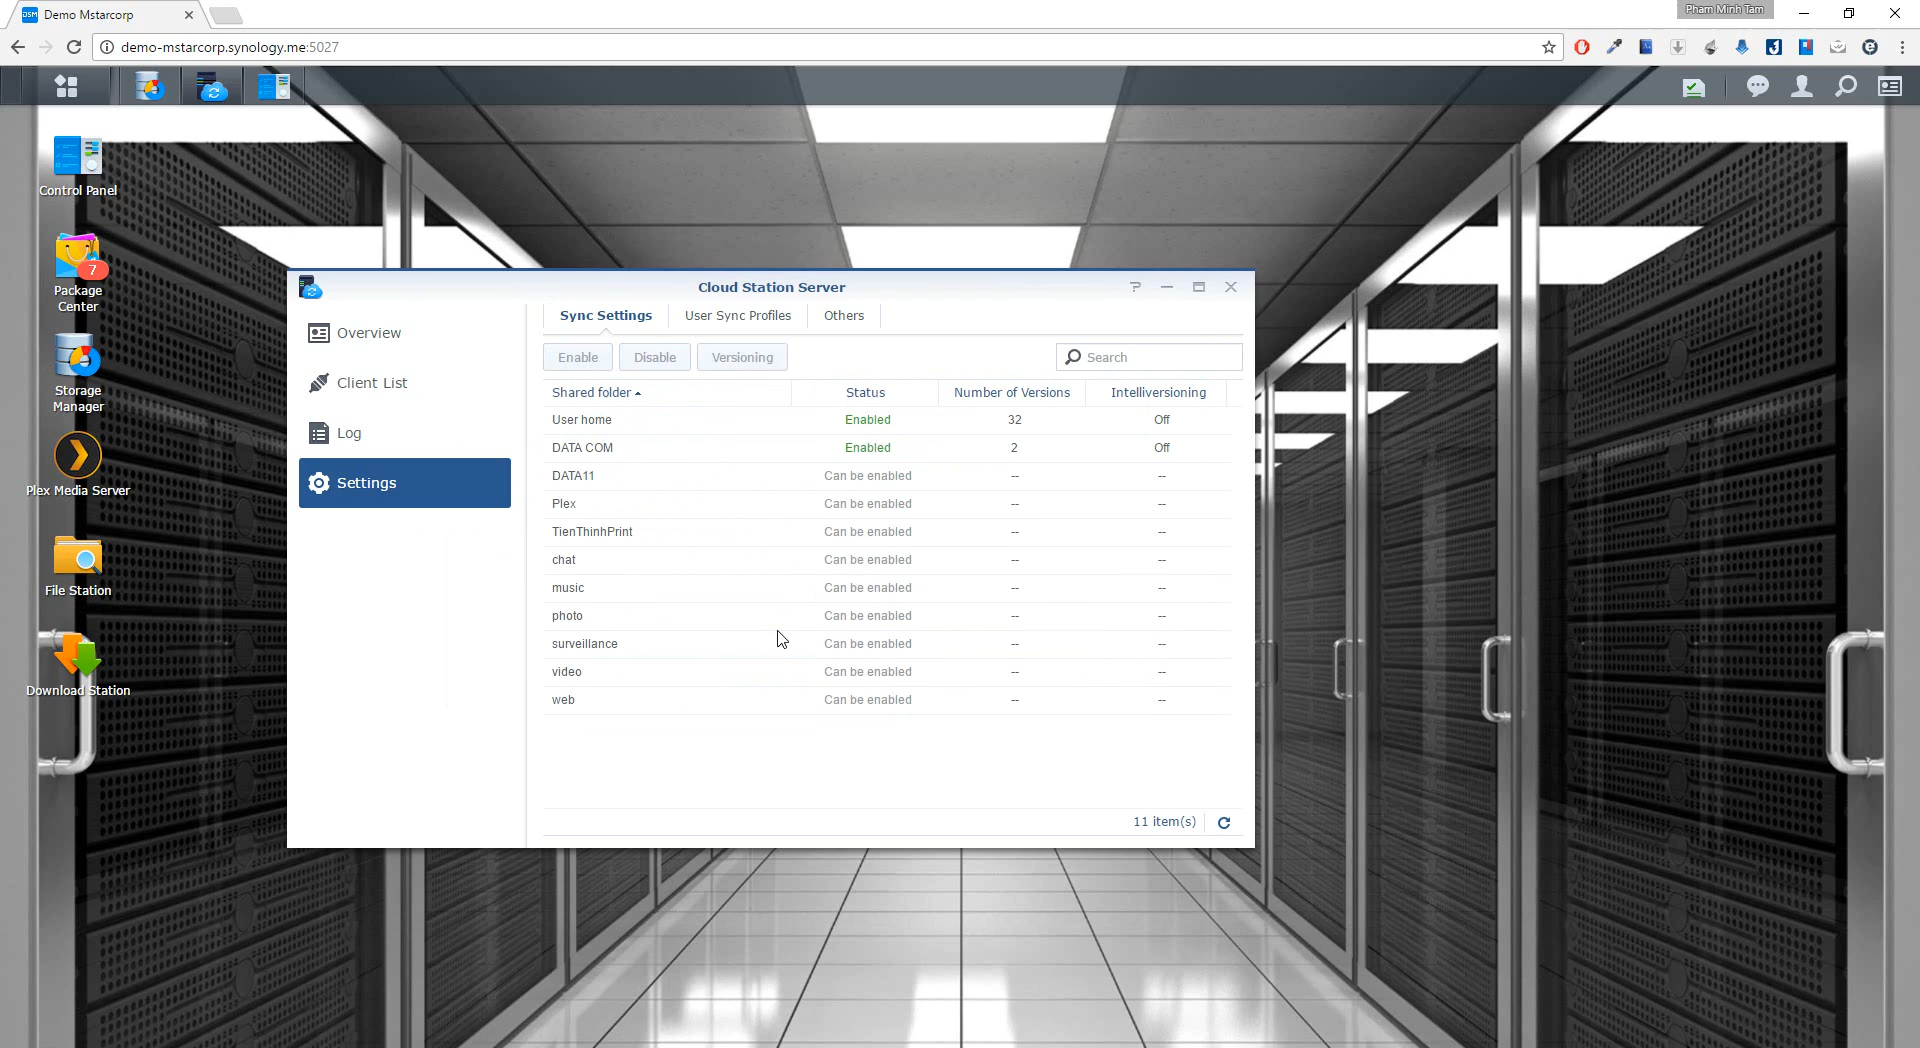 DSM Demo Mstarcorp
Pham Minh Tam
demo-mstarcorp.synology.me:5027
Control Panel
7
Package
Center
Storage
Manager
Plex Media Server
File Station
Download Station
Cloud Station Server
?
Overview
Client List
Log
Settings
Sync Settings User Sync Profiles Others
Enable Disable Versioning Search
Shared folder Status Number of Versions Intelliversioning
User home Enabled 32 Off
DATA COM Enabled 2 Off
DATA11 Can be enabled -- --
Plex Can be enabled -- --
TienThinhPrint Can be enabled -- --
chat Can be enabled -- --
music Can be enabled -- --
photo Can be enabled -- --
surveillance Can be enabled -- --
video Can be enabled -- --
web Can be enabled -- --
11 item(s)